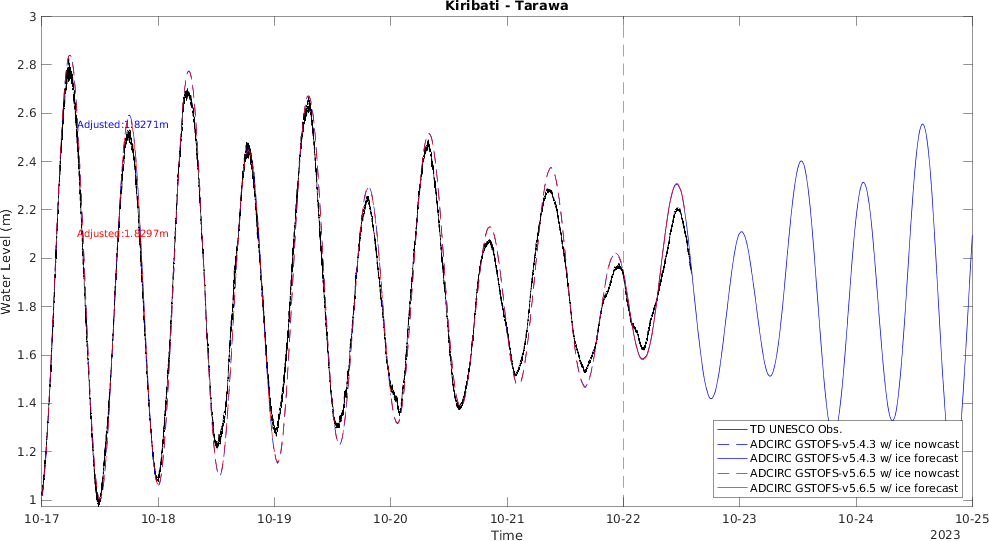 Kiribati - Tarawa
3
2.8
2.6
2.4
2.2
2
1.8
1.6
1.4
1.2
1
Water Level (m)
Adjusted:1.8271m
Adjusted:1.8297m
TD UNESCO Obs.
ADCIRC GSTOFS-v5.4.3 w/ ice nowcast
ADCIRC GSTOFS-v5.4.3 w/ ice forecast
ADCIRC GSTOFS-v5.6.5 w/ ice nowcast
ADCIRC GSTOFS-v5.6.5 w/ ice forecast
10-17 10-18 10-19 10-20 10-21 10-22 10-23 10-24 10-25
Time
2023